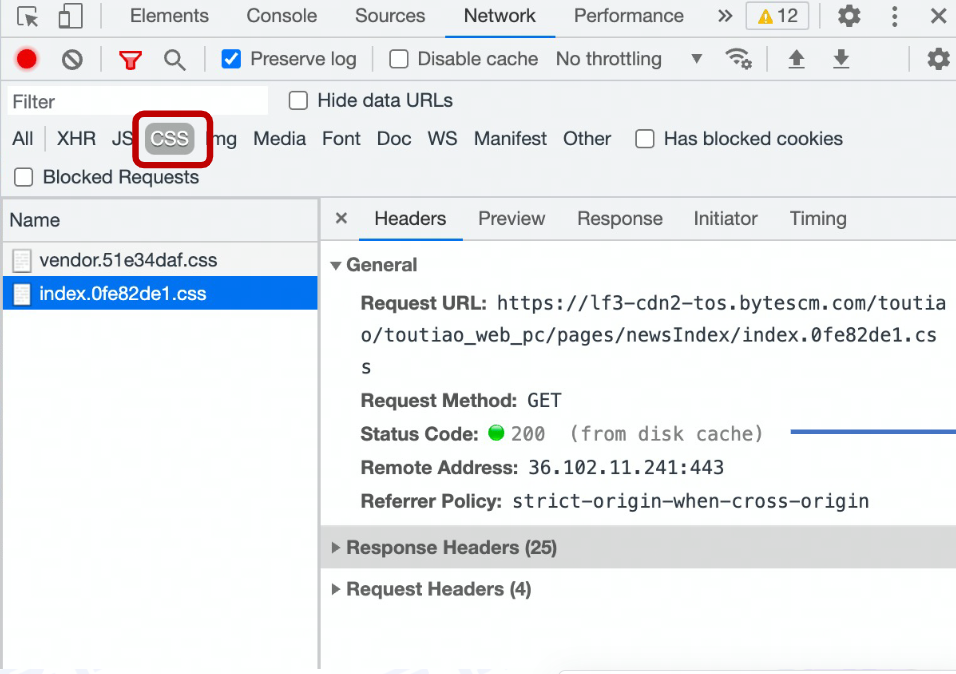 Elements Console Sources Network Performance » 12
Preserve log Disable cache No throttling
Filter Hide data URLs
All XHR JS CSS Img Media Font Doc WS Manifest Other Has blocked cookies
Blocked Requests
Name
vendor.51e34daf.css
index.0fe82de1.css
× Headers Preview Response Initiator Timing
General
Request URL: https://lf3-cdn2-tos.bytescm.com/toutia
o/toutiao_web_pc/pages/newsIndex/index.0fe82de1.cs
s
Request Method: GET
Status Code: 200 (from disk cache)
Remote Address: 36.102.11.241:443
Referrer Policy: strict-origin-when-cross-origin
Response Headers (25)
Request Headers (4)